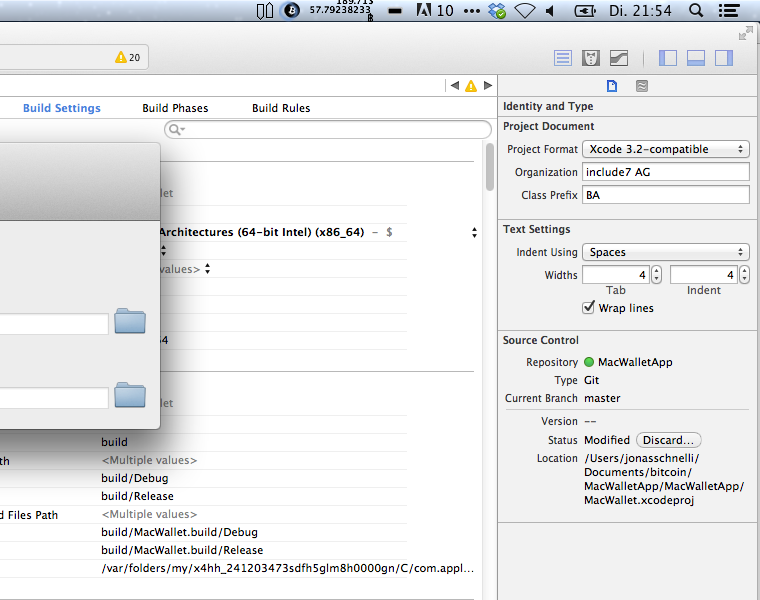 189.713
57.79238233
10
Di. 21:54
20
Build Settings
Build Phases
Build Rules
Identity and Type
Project Document
Project Format Xcode 3.2-compatible
Organization include7 AG
Class Prefix BA
Architectures (64-bit Intel) (x86_64) – $
values>
Text Settings
Indent Using Spaces
Widths 4 4
Tab Indent
Wrap lines
Source Control
Repository MacWalletApp
Type Git
Current Branch master
Version --
Status Modified Discard...
Location /Users/jonasschnelli/
Documents/bitcoin/
MacWalletApp/MacWalletApp/
MacWallet.xcodeproj
build
<Multiple values>
build/Debug
build/Release
d Files Path <Multiple values>
build/MacWallet.build/Debug
build/MacWallet.build/Release
/var/folders/my/x4hh_241203473sdfh5glm8h0000gn/C/com.appl...